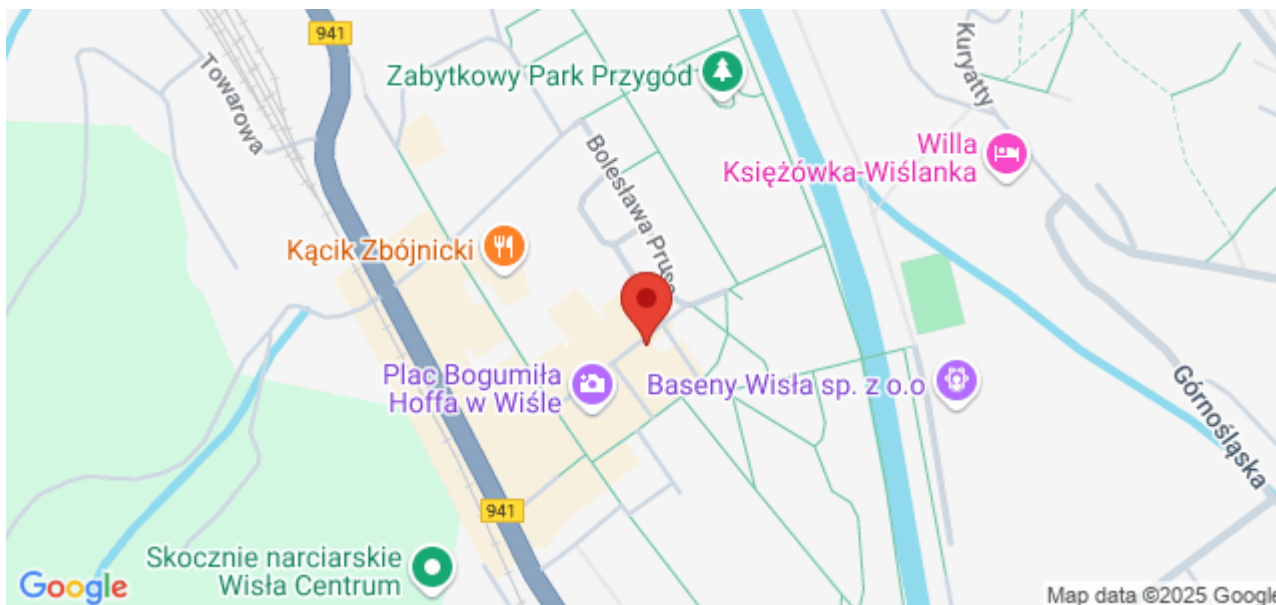 941
Towarowa
Zabytkowy Park Przygód
Kuryatty
Bolesława Prusa
Willa
Księżówka-Wiślanka
Kącik Zbójnicki
Plac Bogumiła
Hoffa w Wiśle
Baseny Wisła sp. z o.o
Górnośląska
941
Skocznie narciarskie
Wisła Centrum
Google
Map data ©2025 Google